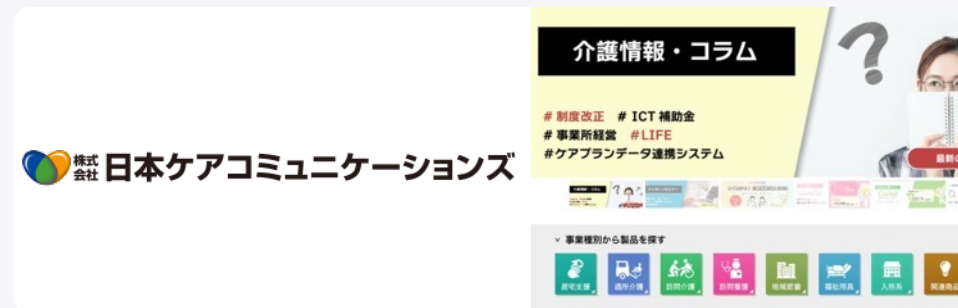 株式
会社
日本ケアコミュニケーションズ
介護情報・コラム
?
# 制度改正 # ICT 補助金
# 事業所経営 #LIFE
#ケアプランデータ連携システム
最新の
事業種別から製品を探す
居宅支援 通所介護 訪問介護 訪問看護 地域密着 福祉用具 入所系 関連商品